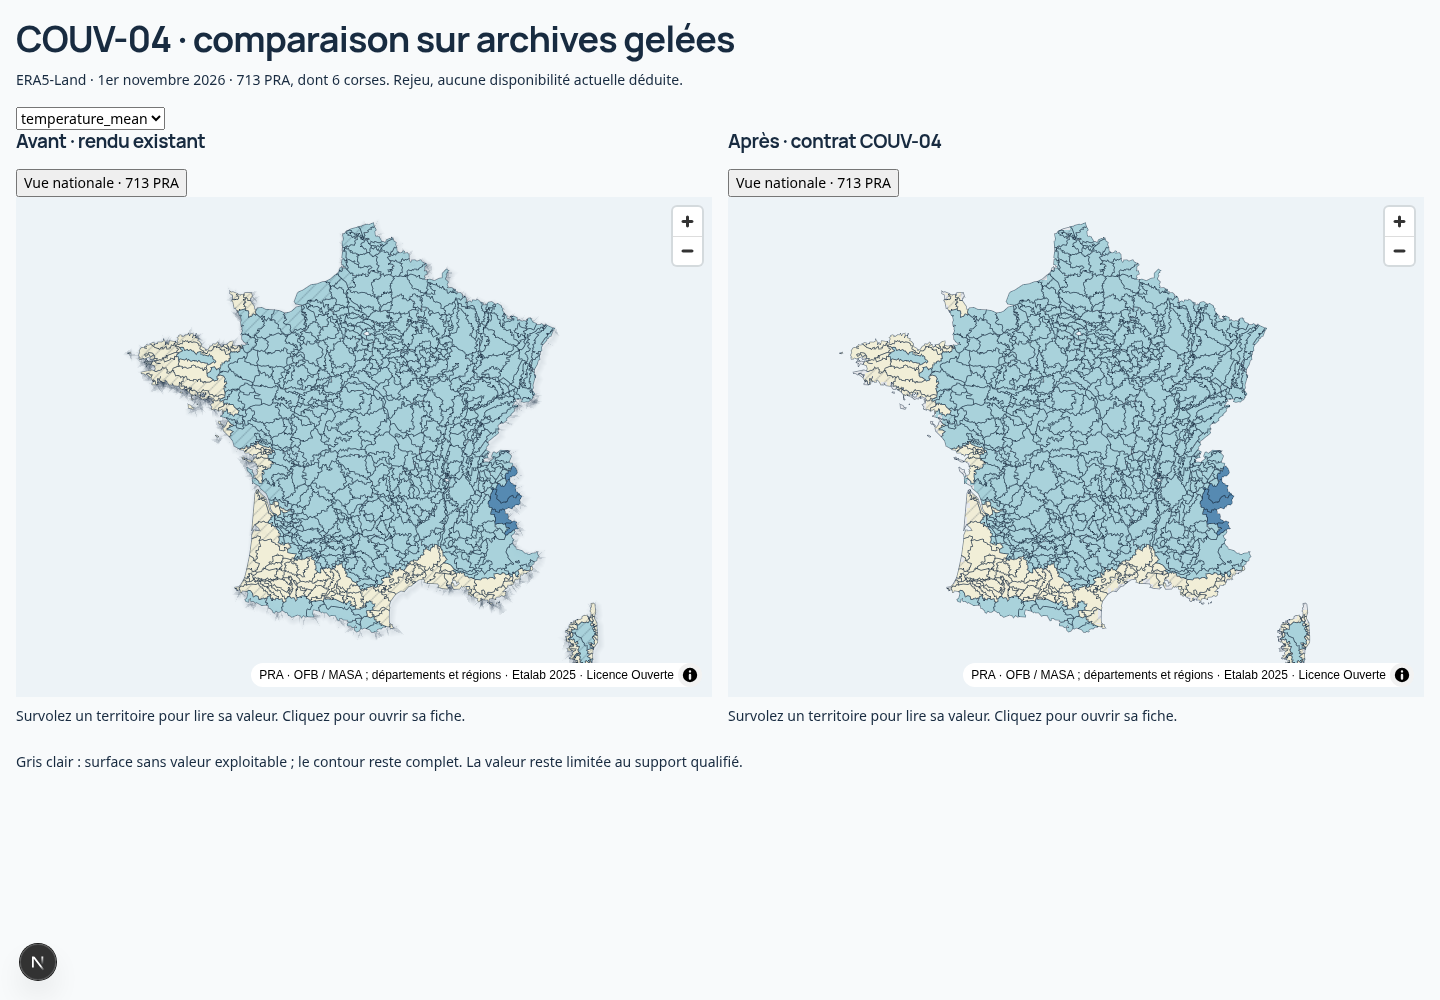 COUV-04 · comparaison sur archives gelées
ERA5-Land · 1er novembre 2026 · 713 PRA, dont 6 corses. Rejeu, aucune disponibilité actuelle déduite.
temperature_mean
Avant · rendu existant
Vue nationale · 713 PRA
PRA · OFB / MASA ; départements et régions · Etalab 2025 · Licence Ouverte
Survolez un territoire pour lire sa valeur. Cliquez pour ouvrir sa fiche.
Après · contrat COUV-04
Vue nationale · 713 PRA
PRA · OFB / MASA ; départements et régions · Etalab 2025 · Licence Ouverte
Survolez un territoire pour lire sa valeur. Cliquez pour ouvrir sa fiche.
Gris clair : surface sans valeur exploitable ; le contour reste complet. La valeur reste limitée au support qualifié.
N